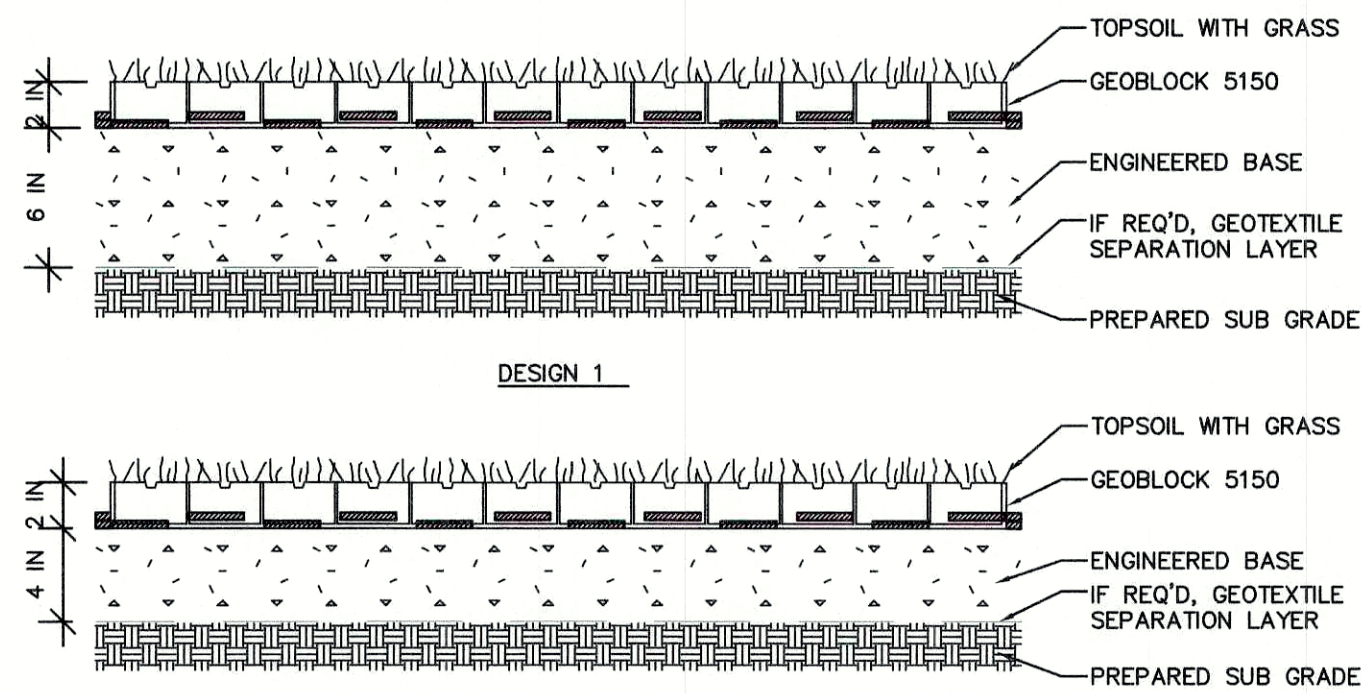 TOPSOIL WITH GRASS
2 IN
GEOBLOCK 5150
6 IN
ENGINEERED BASE
IF REQ'D, GEOTEXTILE
SEPARATION LAYER
PREPARED SUB GRADE
DESIGN 1
TOPSOIL WITH GRASS
2 IN
GEOBLOCK 5150
4 IN
ENGINEERED BASE
IF REQ'D, GEOTEXTILE
SEPARATION LAYER
PREPARED SUB GRADE